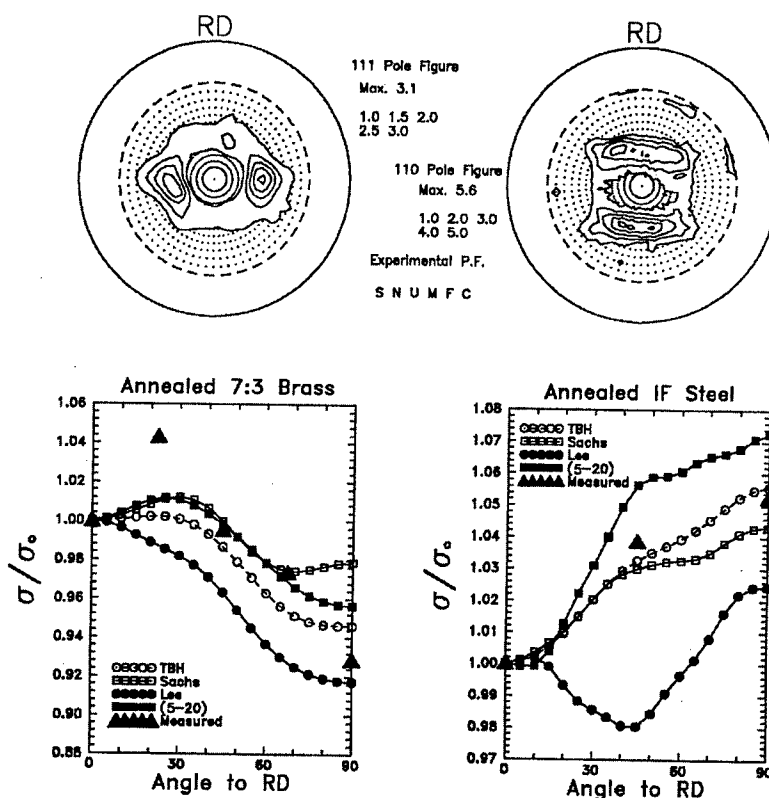 RD
RD
111 Pole Figure
Max. 3.1
1.0 1.5 2.0
2.5 3.0
110 Pole Figure
Max. 5.6
1.0 2.0 3.0
4.0 5.0
Experimental P.F.
S N U M F C
Annealed 7:3 Brass
1.06
1.04
1.02
1.00
0.98
0.96
0.94
0.92
0.90
0.88
σ/σ₀
TBH
Sachs
Lee
(5-20)
Measured
0
30
60
90
Angle to RD
Annealed IF Steel
1.08
1.07
1.06
1.05
1.04
1.03
1.02
1.01
1.00
0.99
0.98
0.97
σ/σ₀
TBH
Sachs
Lee
(5-20)
Measured
0
30
60
90
Angle to RD